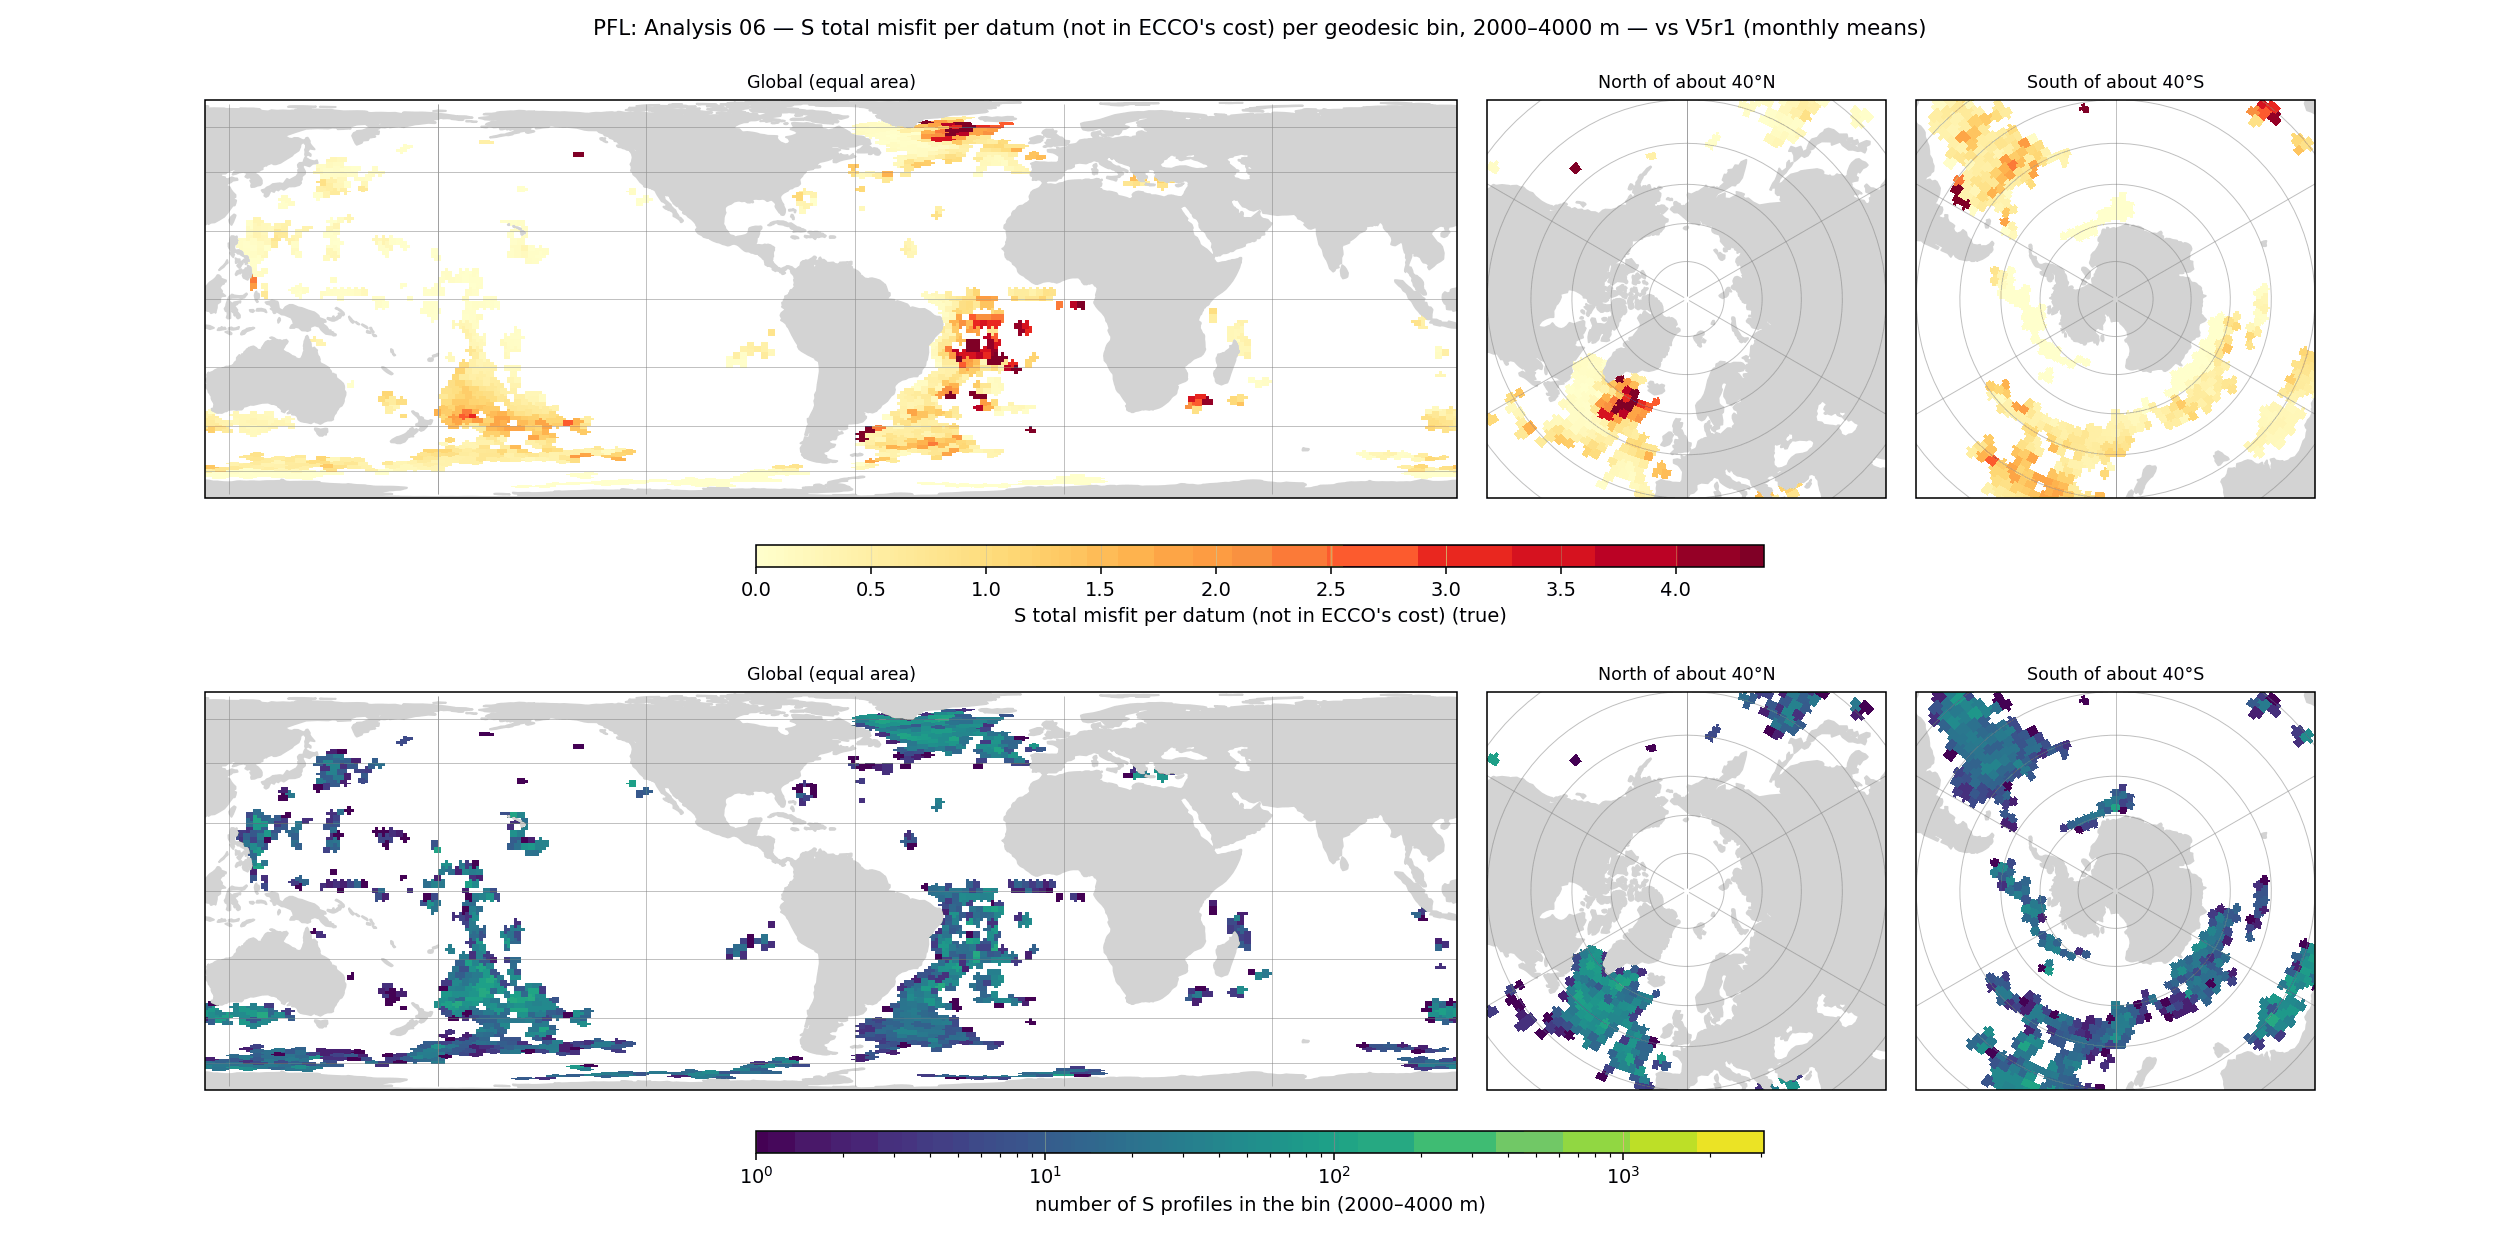 PFL: Analysis 06 — S total misfit per datum (not in ECCO's cost) per geodesic bin, 2000–4000 m — vs V5r1 (monthly means)
Global (equal area)
North of about 40°N
South of about 40°S
0.0 0.5 1.0 1.5 2.0 2.5 3.0 3.5 4.0
S total misfit per datum (not in ECCO's cost) (true)
Global (equal area)
North of about 40°N
South of about 40°S
10⁰ 10¹ 10² 10³
number of S profiles in the bin (2000–4000 m)